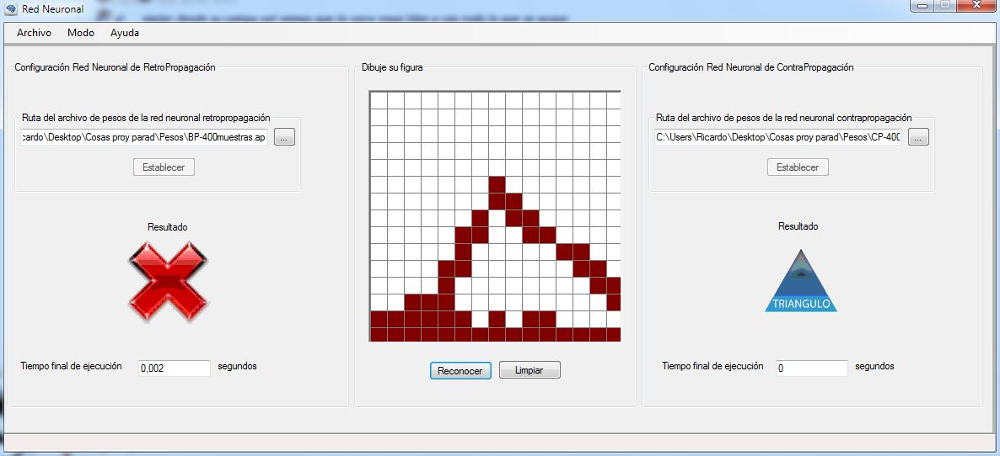 Red Neuronal
Archivo Modo Ayuda
Configuración Red Neuronal de RetroPropagación
Ruta del archivo de pesos de la red neuronal retropropagación
cardo\Desktop\Cosas proy parad\Pesos\BP-400muestras.ap
...
Establecer
Resultado
Tiempo final de ejecución 0,002 segundos
Dibuje su figura
Reconocer Limpiar
Configuración Red Neuronal de ContraPropagación
Ruta del archivo de pesos de la red neuronal contrapropagación
C:\Users\Ricardo\Desktop\Cosas proy parad\Pesos\CP-400
...
Establecer
Resultado
TRIANGULO
Tiempo final de ejecución 0 segundos